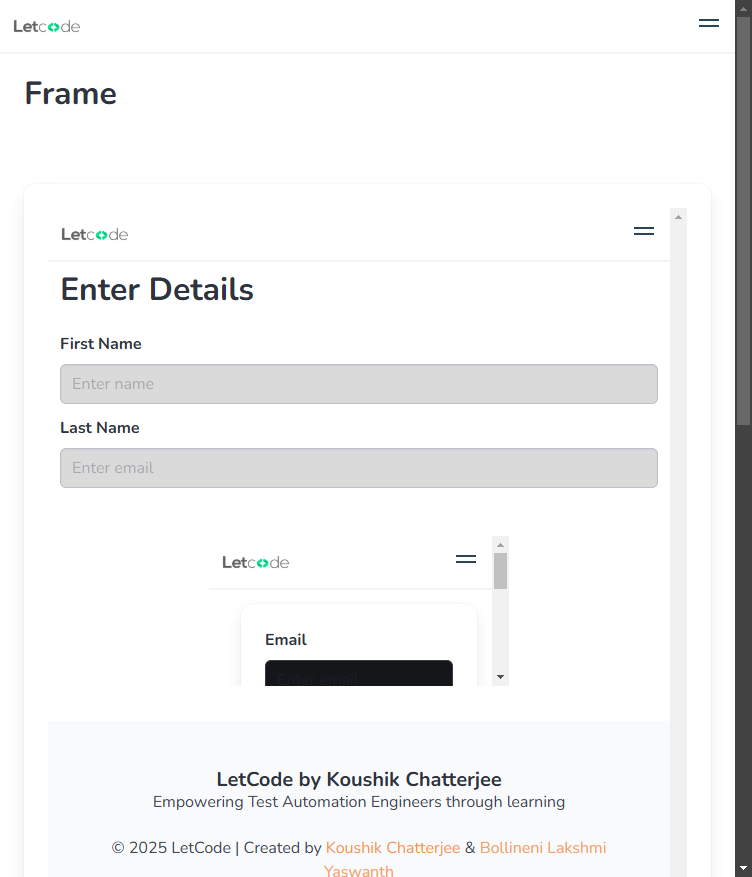 Letcode
Frame
Letcode
Enter Details
First Name
Enter name
Last Name
Enter email
Letcode
Email
Enter email
LetCode by Koushik Chatterjee
Empowering Test Automation Engineers through learning
© 2025 LetCode | Created by Koushik Chatterjee & Bollineni Lakshmi
Yaswanth